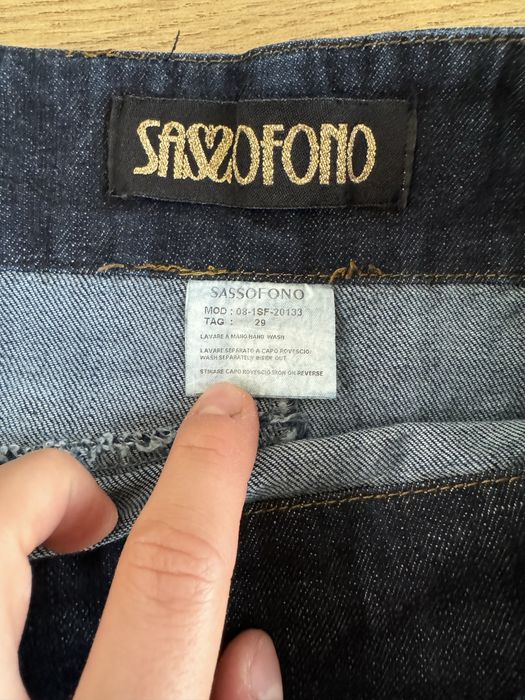 SASSOFONO
SASSOFONO
MOD : 08-1SF-20133
TAG : 29
LAVARE A MANO HAND WASH
LAVARE SEPARATO A CAPO ROVESCIO:
WASH SEPARATELY INSIDE OUT
STIRARE CAPO ROVESCIO IRON ON REVERSE